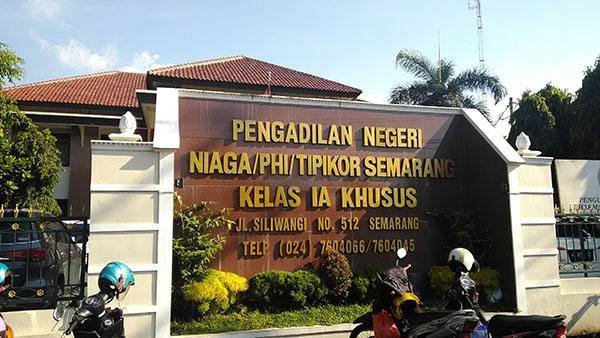 PENGADILAN NEGERI
NIAGA/PHI/TIPIKOR SEMARANG
KELAS IA KHUSUS
JL. SILIWANGI NO. 512 SEMARANG
TELP (024) 7604066/7604045